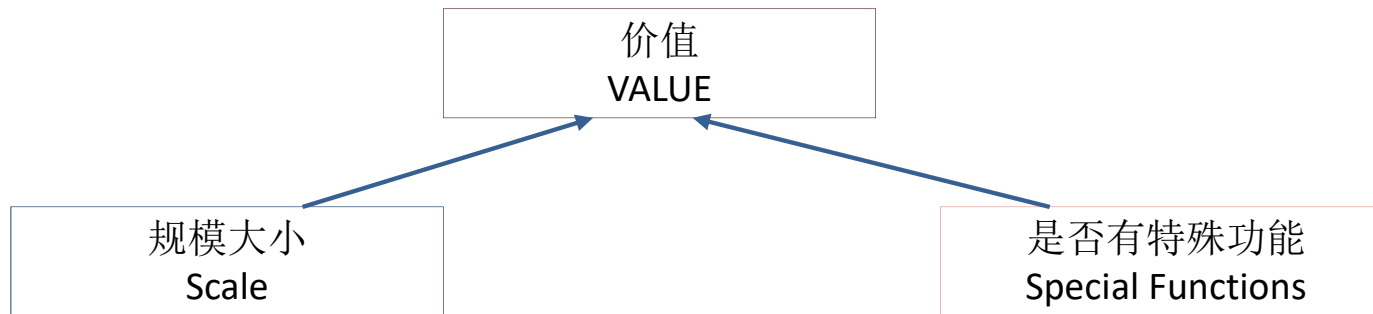 价值
VALUE
规模大小
Scale
是否有特殊功能
Special Functions